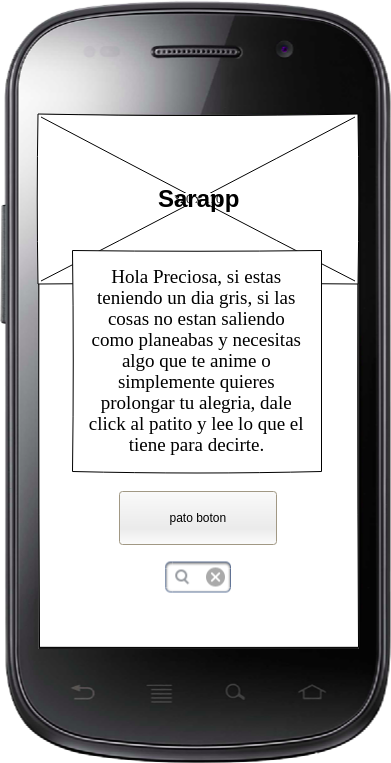 Sarapp
Hola Preciosa, si estas
teniendo un dia gris, si las
cosas no estan saliendo
como planeabas y necesitas
algo que te anime o
simplemente quieres
prolongar tu alegria, dale
click al patito y lee lo que el
tiene para decirte.
pato boton